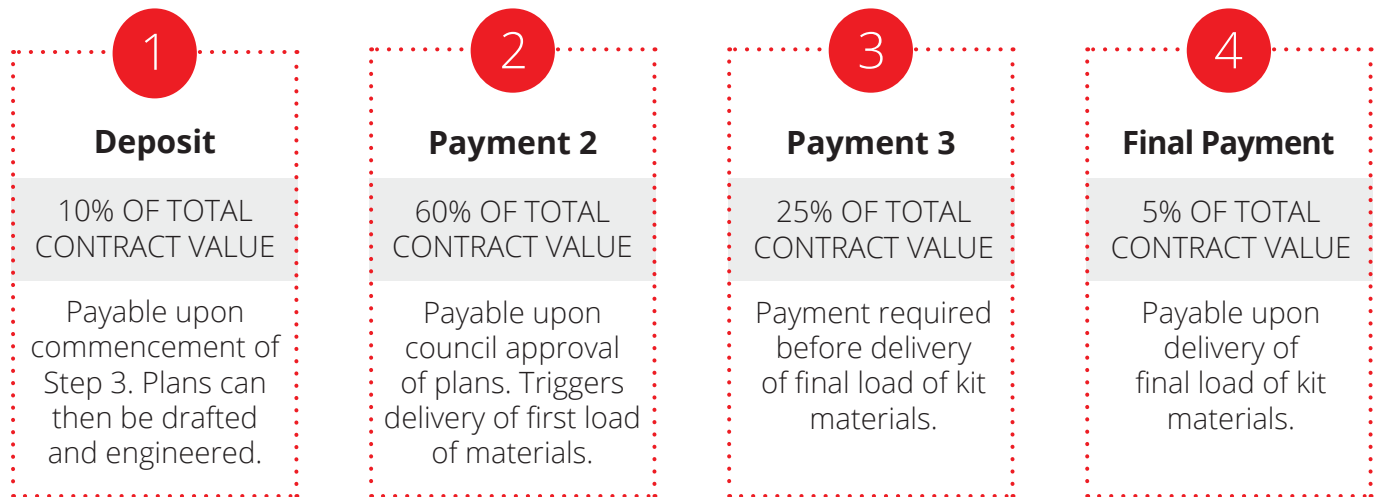 1
Deposit
10% OF TOTAL
CONTRACT VALUE
Payable upon
commencement of
Step 3. Plans can
then be drafted
and engineered.
2
Payment 2
60% OF TOTAL
CONTRACT VALUE
Payable upon
council approval
of plans. Triggers
delivery of first load
of materials.
3
Payment 3
25% OF TOTAL
CONTRACT VALUE
Payment required
before delivery
of final load of kit
materials.
4
Final Payment
5% OF TOTAL
CONTRACT VALUE
Payable upon
delivery of
final load of kit
materials.